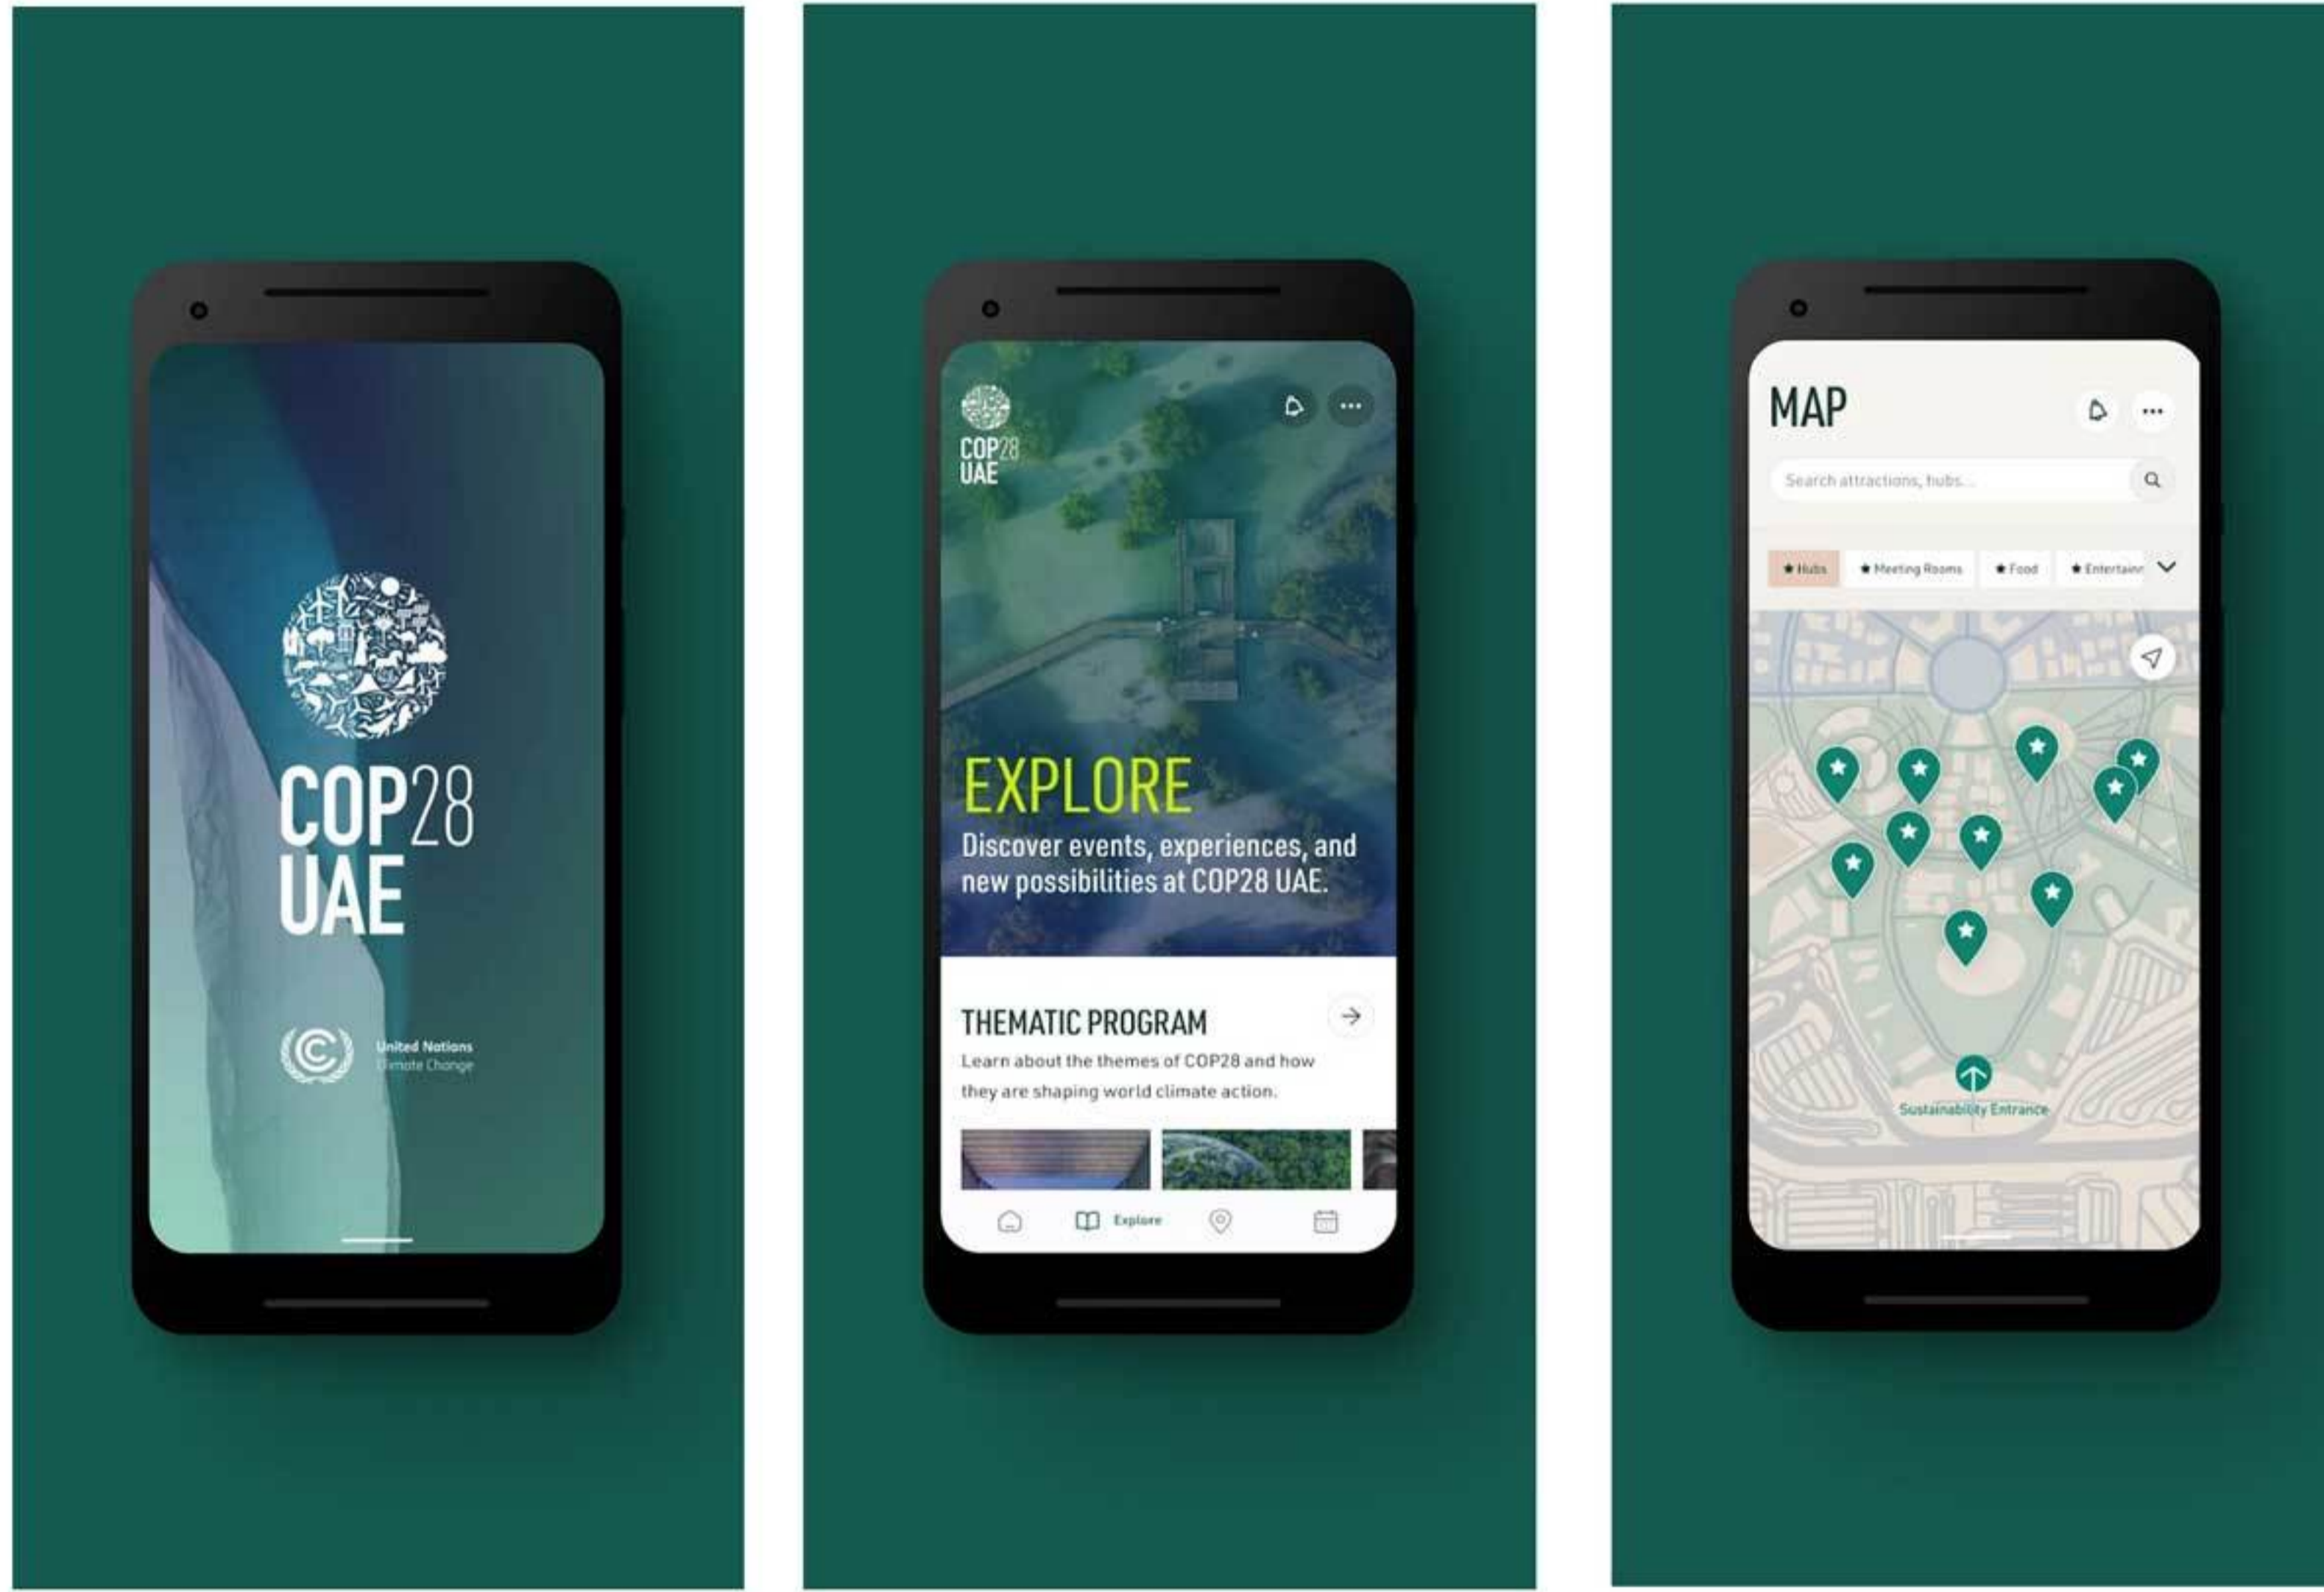 COP28
UAE
United Nations
Climate Change
COP28
UAE
EXPLORE
Discover events, experiences, and
new possibilities at COP28 UAE.
THEMATIC PROGRAM
Learn about the themes of COP28 and how
they are shaping world climate action.
Explore
MAP
Search attractions, hubs...
Hubs
Meeting Rooms
Food
Entertainm
Sustainability Entrance